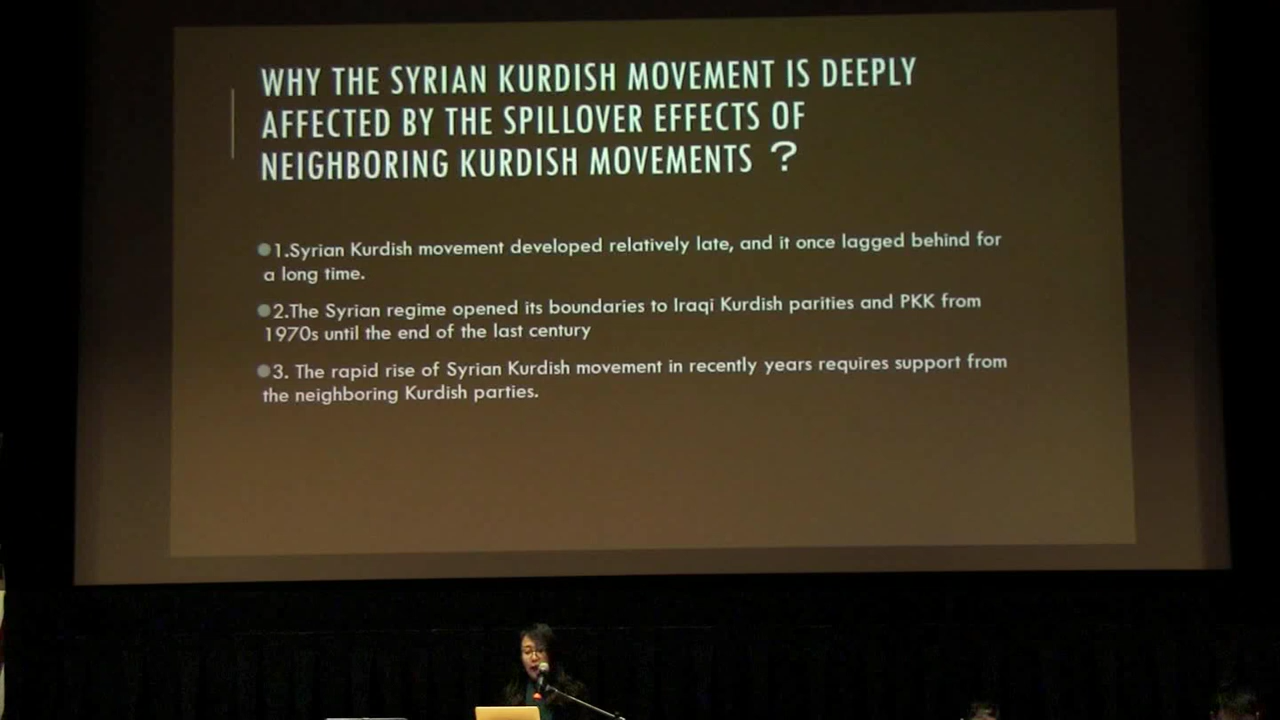 WHY THE SYRIAN KURDISH MOVEMENT IS DEEPLY
AFFECTED BY THE SPILLOVER EFFECTS OF
NEIGHBORING KURDISH MOVEMENTS ?
1.Syrian Kurdish movement developed relatively late, and it once lagged behind for
a long time.
2.The Syrian regime opened its boundaries to Iraqi Kurdish parities and PKK from
1970s until the end of the last century
3. The rapid rise of Syrian Kurdish movement in recently years requires support from
the neighboring Kurdish parties.